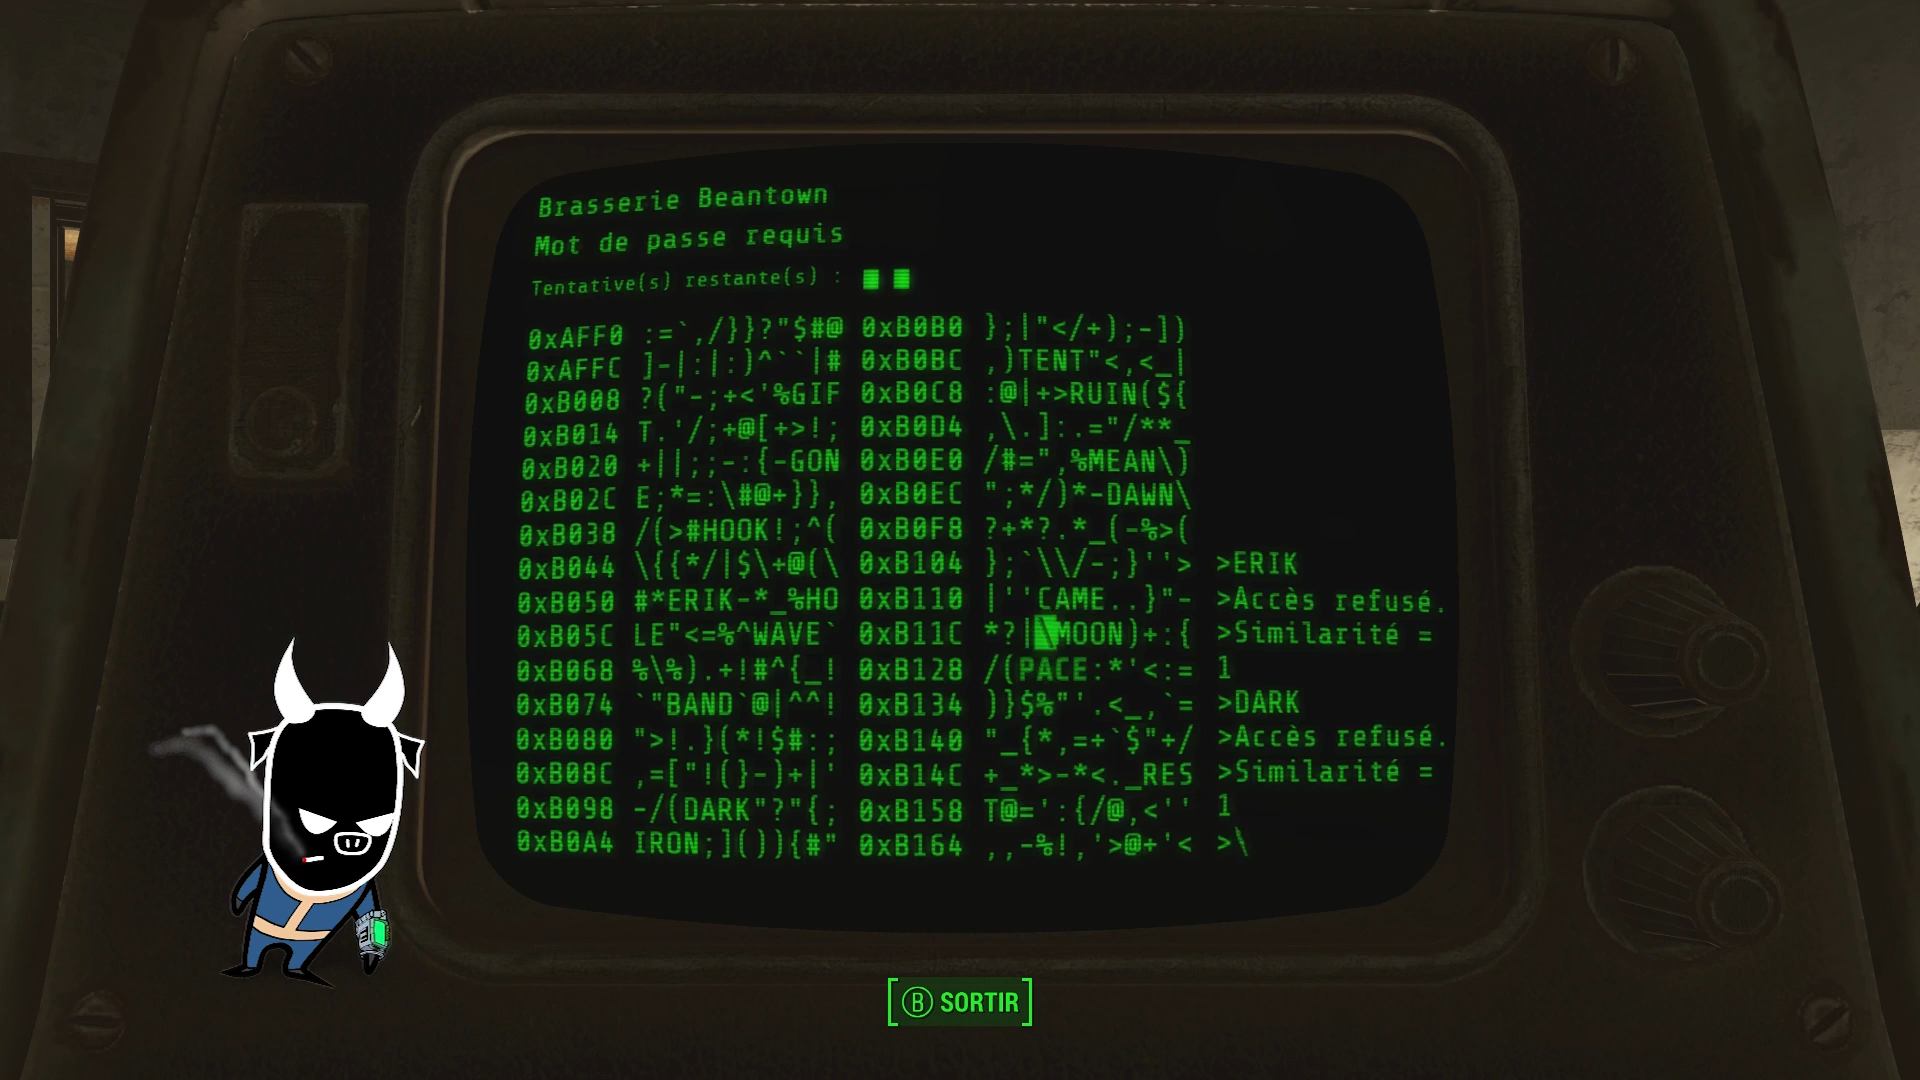 Brasserie Beantown
Mot de passe requis
Tentative(s) restante(s) :
0xAFF0 :=`,/}}?"$#@ 0xB0B0 };|"</+);-])
0xAFFC ]-|:|:)^``|# 0xB0BC ,)TENT"<,<_|
0xB008 ?("-;+<'%GIF 0xB0C8 :@|+>RUIN(${
0xB014 T.'/;+@[+>!; 0xB0D4 ,\.]:.="/**_
0xB020 +||;;-:{-GON 0xB0E0 /#=",%MEAN\)
0xB02C E;*=:\#@+}}, 0xB0EC ";*/)*-DAWN\
0xB038 /(>#HOOK!;^( 0xB0F8 ?+*?.*_(-%>(
0xB044 \{{*/|$\+@(\ 0xB104 };`\\/-;}''> >ERIK
0xB050 #*ERIK-*_%HO 0xB110 |''CAME..}"- >Accès refusé.
0xB05C LE"<=%^WAVE` 0xB11C *?|\MOON)+:{ >Similarité =
0xB068 %\%).+!#^{_! 0xB128 /(PACE:*'<:= 1
0xB074 `"BAND`@|^^! 0xB134 )}$%"'.<_,`= >DARK
0xB080 ">!.}(*!$#:; 0xB140 "_{*,=+`$"+/ >Accès refusé.
0xB08C ,=["!(}-)+|' 0xB14C +_*>-*<._RES >Similarité =
0xB098 -/(DARK"?"{; 0xB158 T@=':{/@,<'' 1
0xB0A4 IRON;]()){#" 0xB164 ,,-%!,'>@+'< >\
B SORTIR